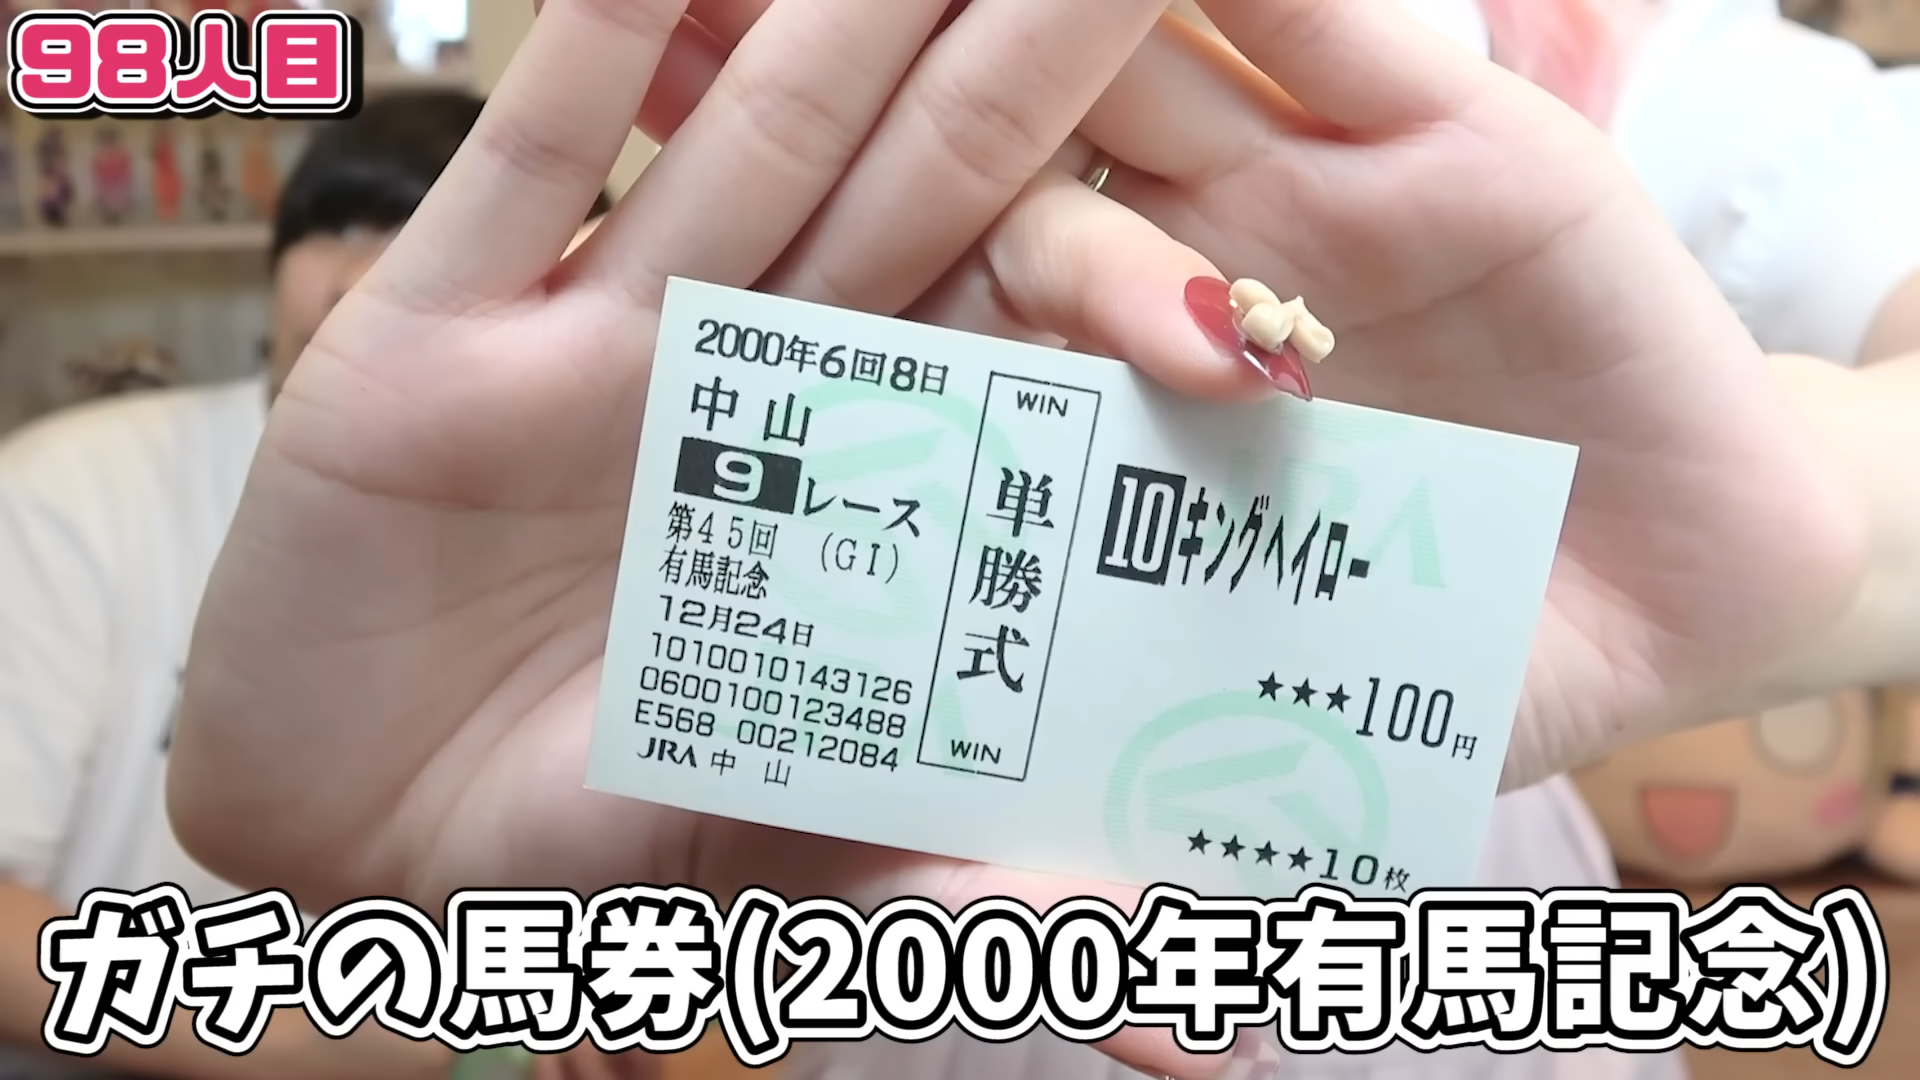 98人目
2000年6回8日
中山
9レース
第45回 (GI)
有馬記念
12月24日
1010010143126
0600100123488
E568 00212084
JRA 中山
WIN
単勝式
WIN
10キングヘイロー
★★★100円
★★★★10枚
ガチの馬券(2000年有馬記念)